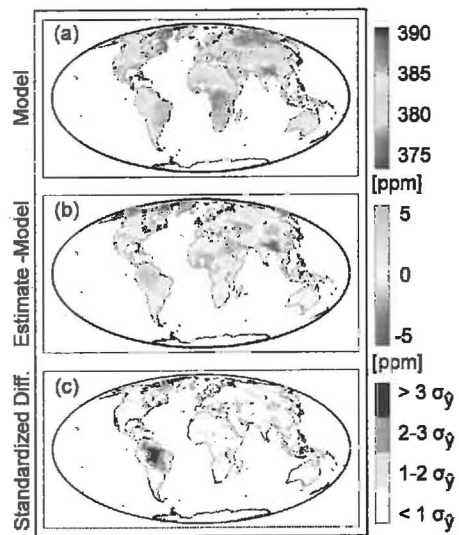 (a)
Model
390
385
380
375
[ppm]
(b)
Estimate -Model
5
0
-5
[ppm]
(c)
Standardized Diff.
> 3 σŷ
2-3 σŷ
1-2 σŷ
< 1 σŷ